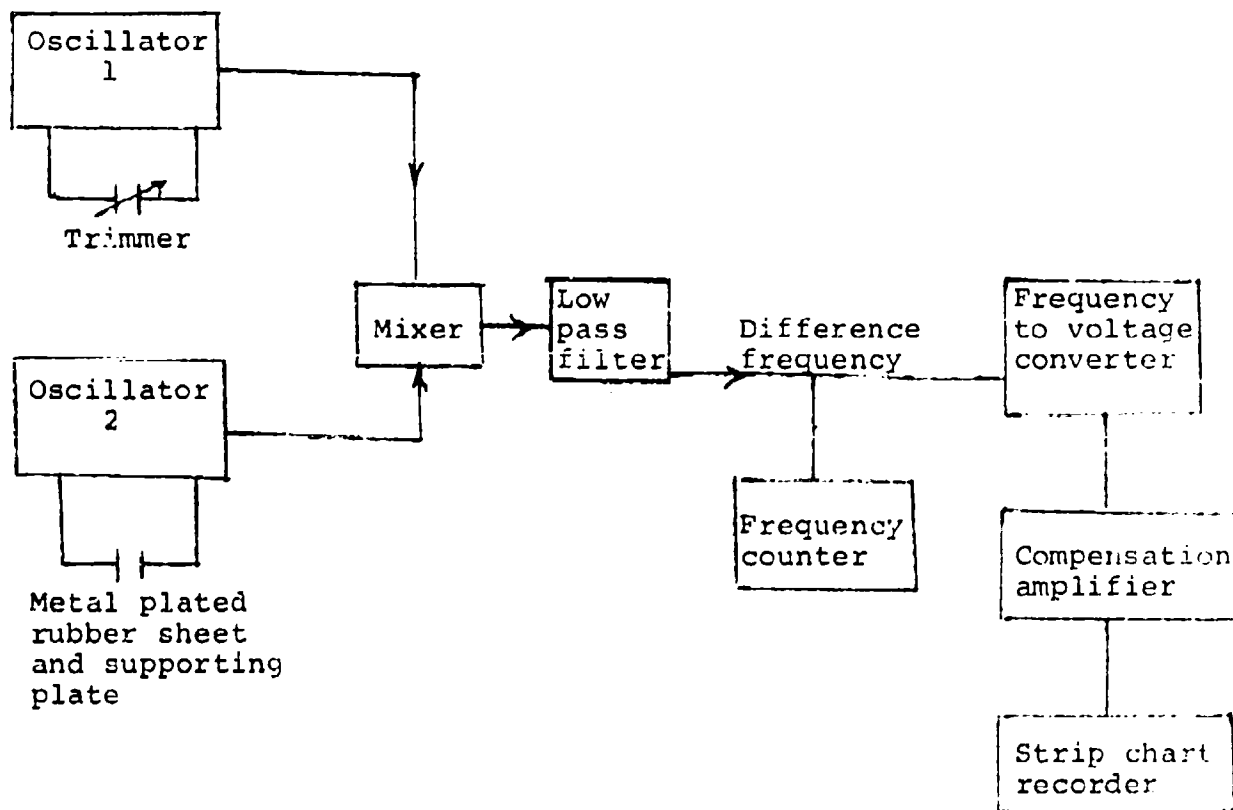 Oscillator
1
Trimmer
Mixer
Low
pass
filter
Difference
frequency
Frequency
to voltage
converter
Oscillator
2
Metal plated
rubber sheet
and supporting
plate
Frequency
counter
Compensation
amplifier
Strip chart
recorder